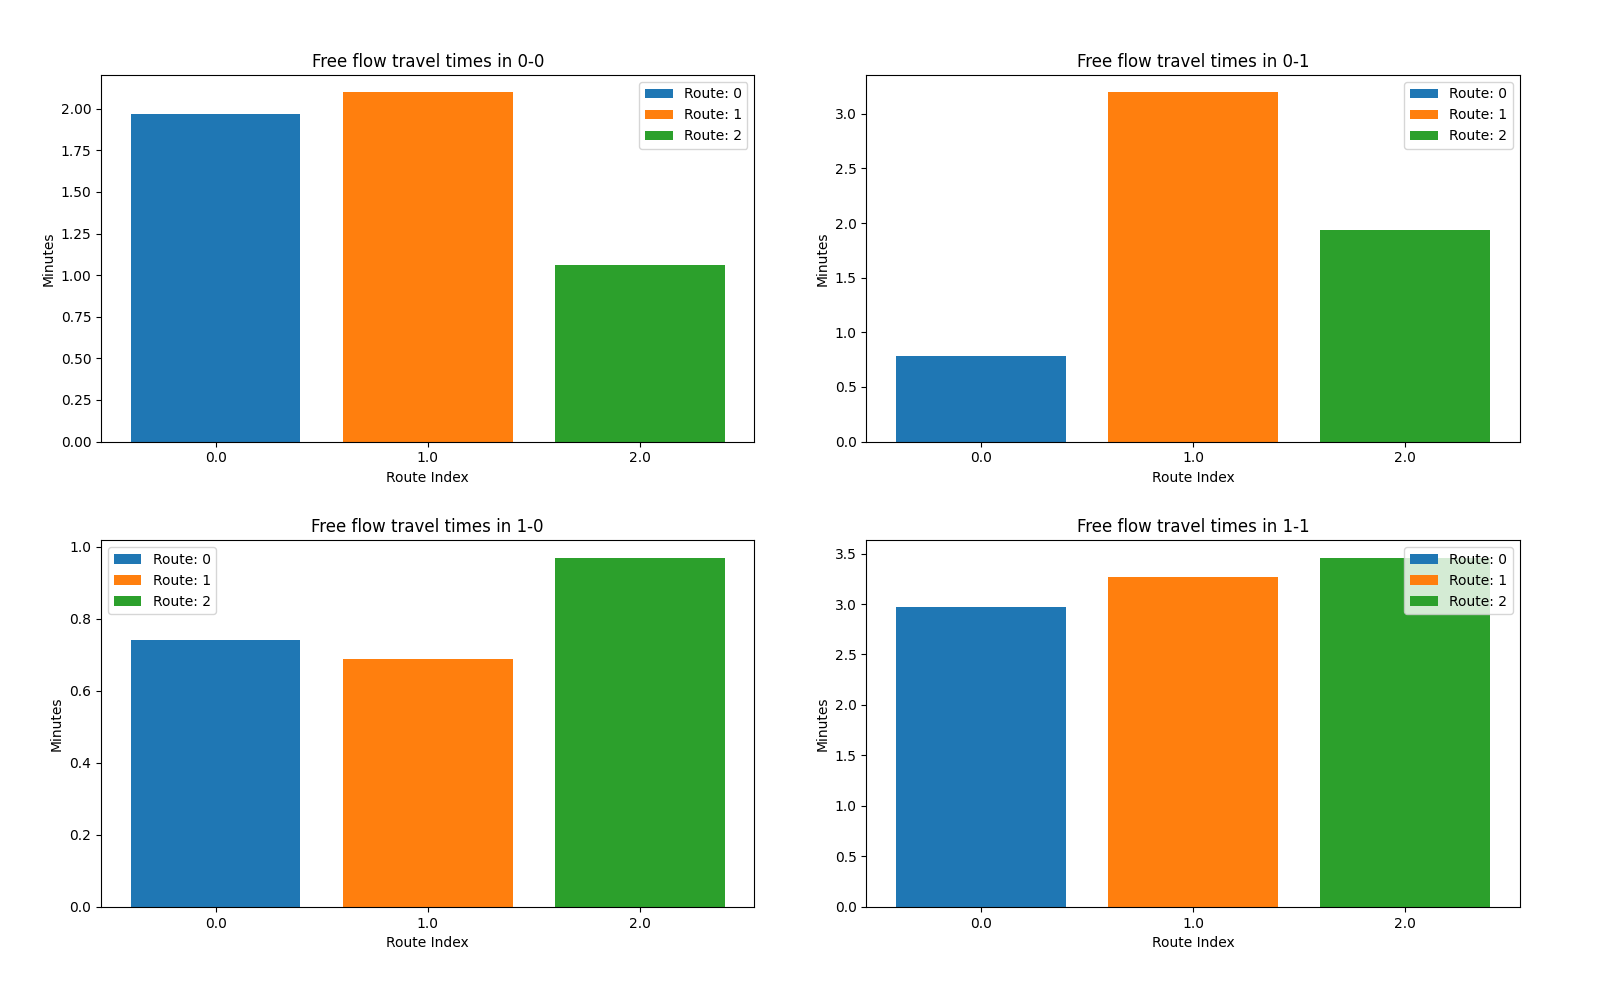 Free flow travel times in 0-0
2.00
1.75
1.50
1.25
1.00
0.75
0.50
0.25
0.00
Minutes
Route: 0
Route: 1
Route: 2
0.0 1.0 2.0
Route Index
Free flow travel times in 0-1
3.0
2.5
2.0
1.5
1.0
0.5
0.0
Minutes
Route: 0
Route: 1
Route: 2
0.0 1.0 2.0
Route Index
Free flow travel times in 1-0
1.0
0.8
0.6
0.4
0.2
0.0
Minutes
Route: 0
Route: 1
Route: 2
0.0 1.0 2.0
Route Index
Free flow travel times in 1-1
3.5
3.0
2.5
2.0
1.5
1.0
0.5
0.0
Minutes
Route: 0
Route: 1
Route: 2
0.0 1.0 2.0
Route Index